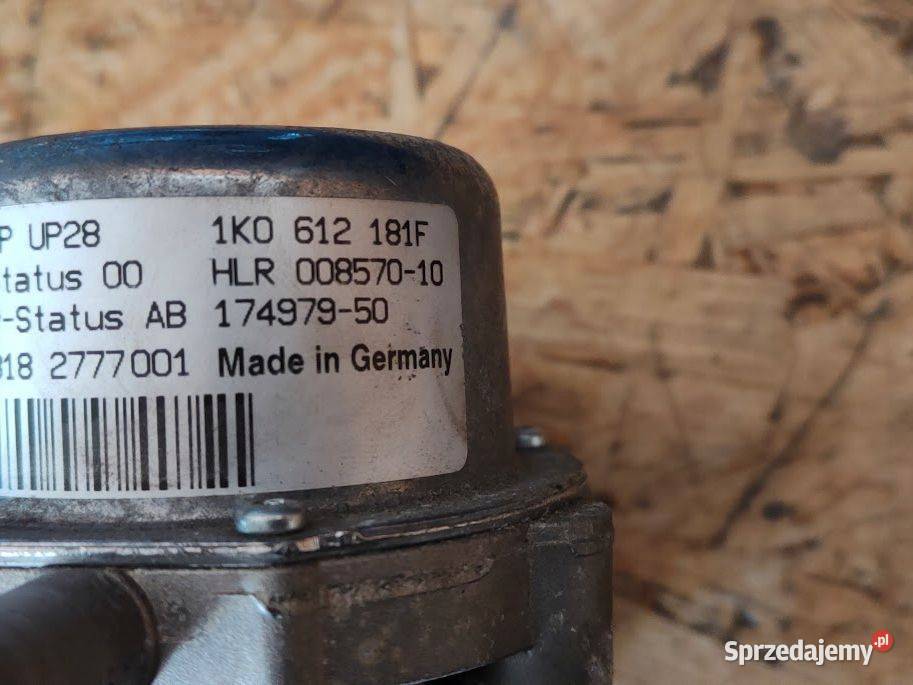 P UP28 1K0 612 181F
tatus 00 HLR 008570-10
-Status AB 174979-50
318 2777001 Made in Germany
Sprzedajemy.pl